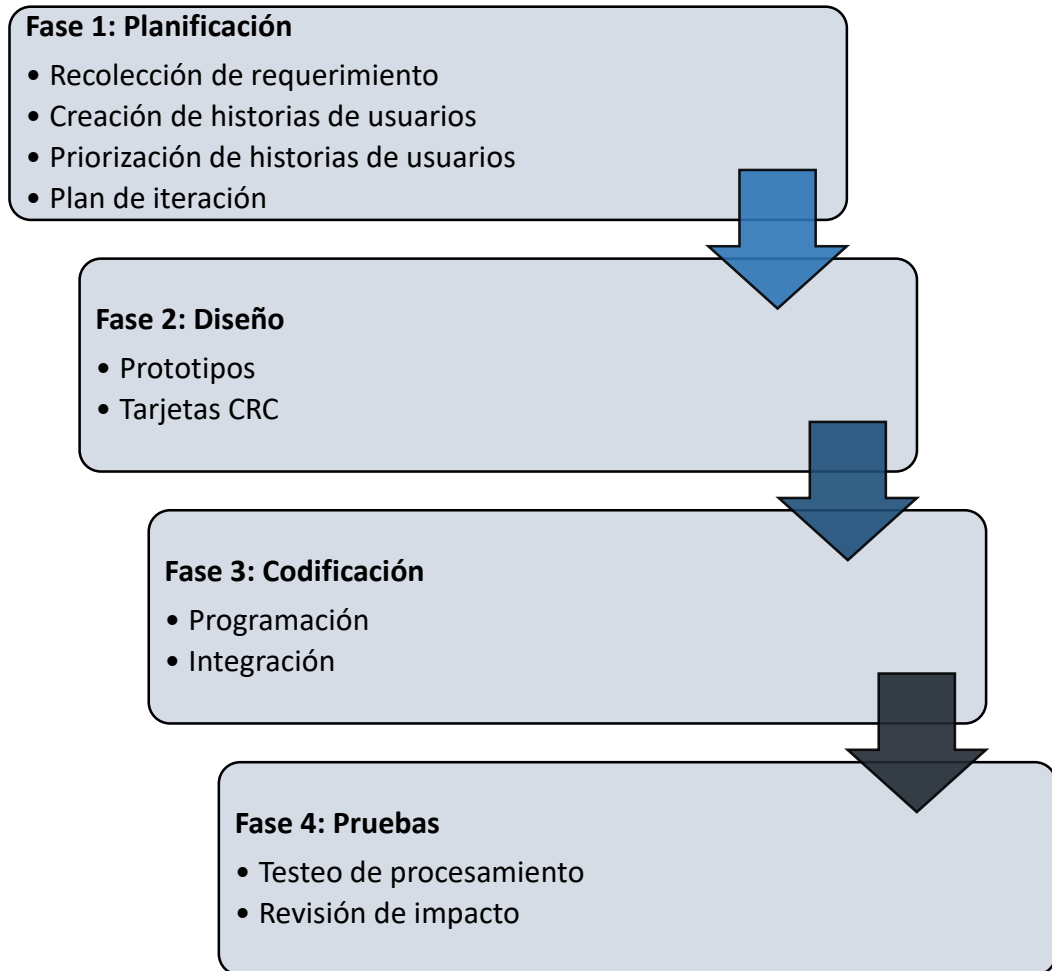 Fase 1: Planificación
• Recolección de requerimiento
• Creación de historias de usuarios
• Priorización de historias de usuarios
• Plan de iteración
Fase 2: Diseño
• Prototipos
• Tarjetas CRC
Fase 3: Codificación
• Programación
• Integración
Fase 4: Pruebas
• Testeo de procesamiento
• Revisión de impacto